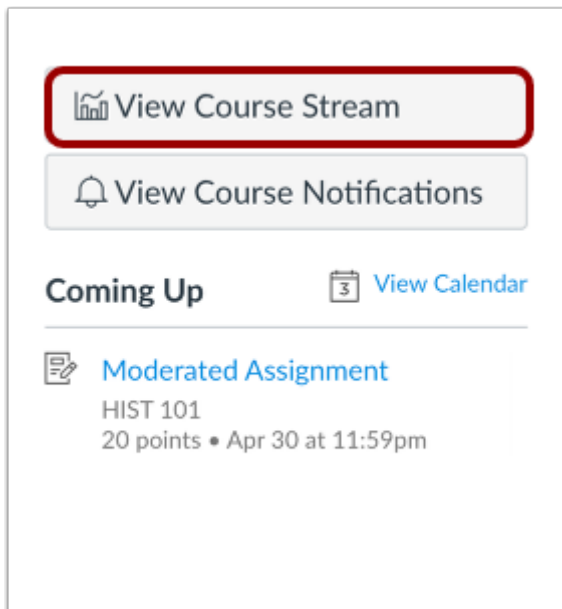 View Course Stream
View Course Notifications
Coming Up
3 View Calendar
Moderated Assignment
HIST 101
20 points • Apr 30 at 11:59pm